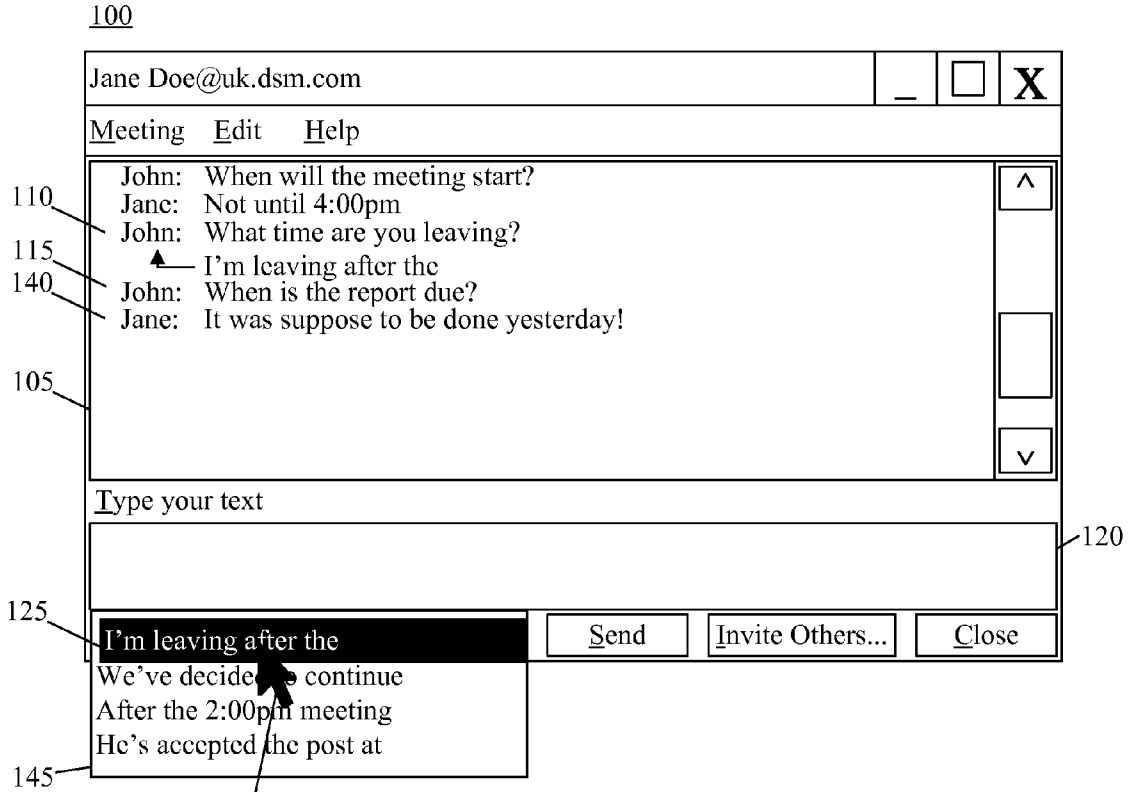 100
Jane Doe@uk.dsm.com
_ X
Meeting Edit Help
John: When will the meeting start?
^
110
Jane: Not until 4:00pm
John: What time are you leaving?
115
I'm leaving after the
140
John: When is the report due?
Jane: It was suppose to be done yesterday!
105
v
Type your text
120
125
I'm leaving after the
Send Invite Others... Close
We've decided to continue
After the 2:00pm meeting
He's accepted the post at
145